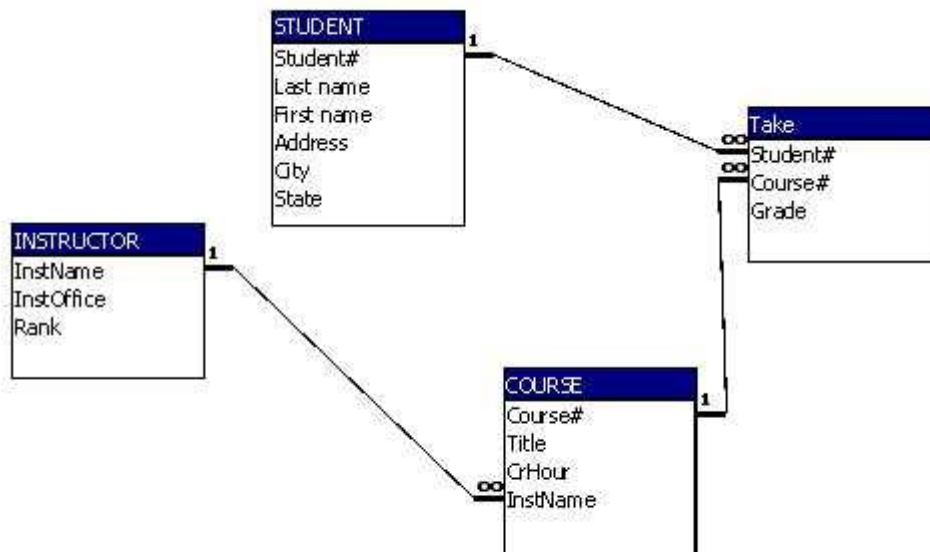 STUDENT
Student#
Last name
First name
Address
City
State
1
Take
Student#
Course#
Grade
∞
∞
INSTRUCTOR
InstName
InstOffice
Rank
1
COURSE
Course#
Title
CrHour
InstName
1
∞